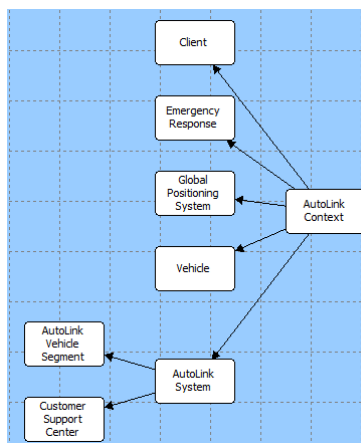 Client
Emergency
Response
Global
Positioning
System
AutoLink
Context
Vehicle
AutoLink
Vehicle
Segment
AutoLink
System
Customer
Support
Center